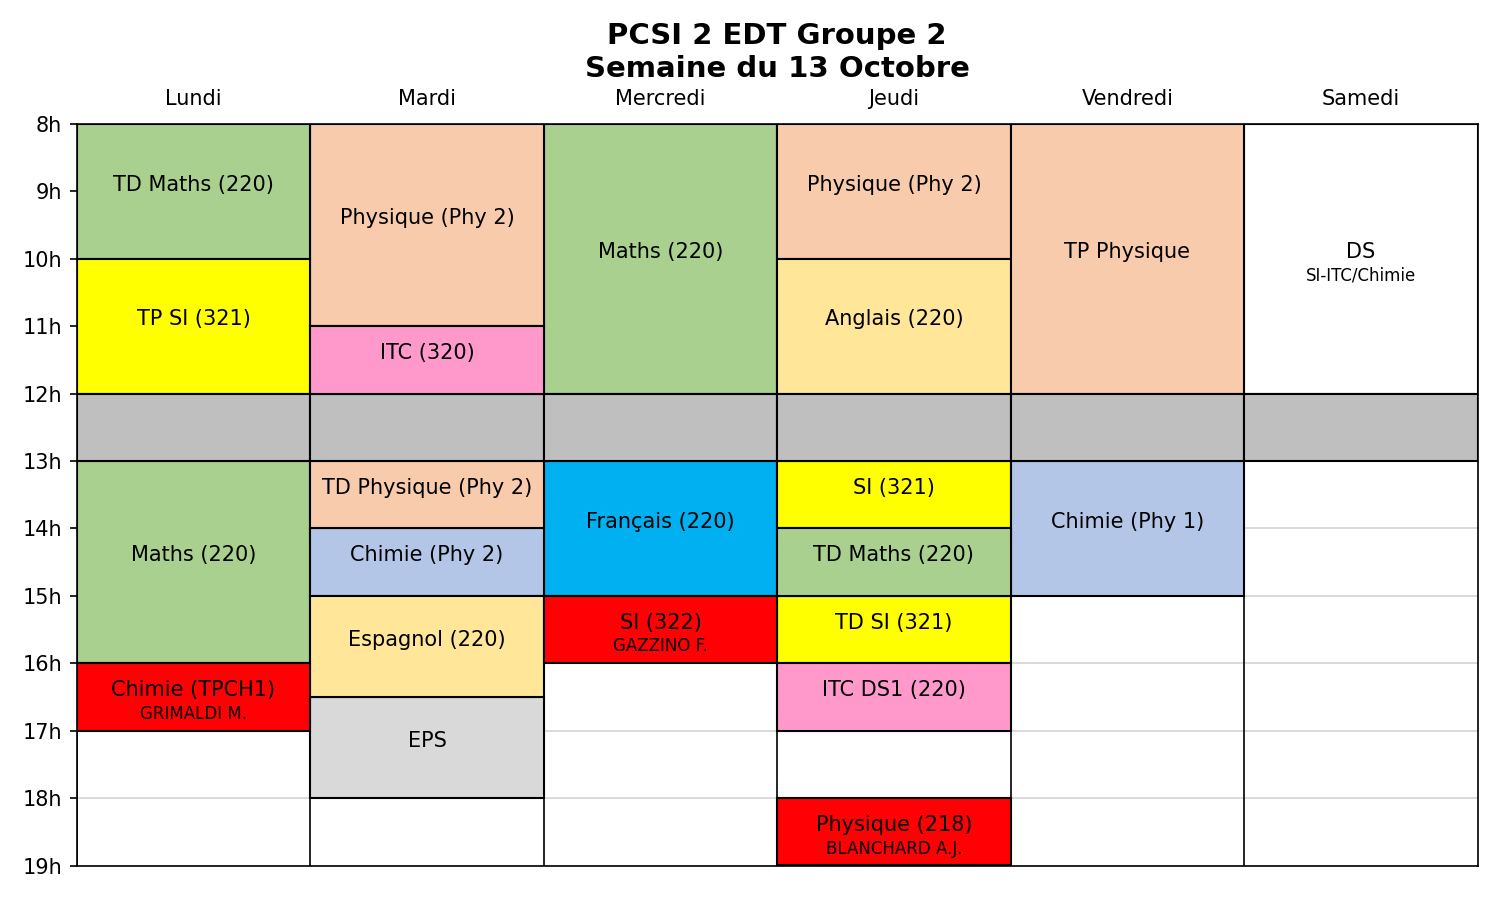 PCSI 2 EDT Groupe 2
Semaine du 13 Octobre
Lundi Mardi Mercredi Jeudi Vendredi Samedi
8h
9h
10h
11h
12h
13h
14h
15h
16h
17h
18h
19h
TD Maths (220)
TP SI (321)
Maths (220)
Chimie (TPCH1)
GRIMALDI M.
Physique (Phy 2)
ITC (320)
TD Physique (Phy 2)
Chimie (Phy 2)
Espagnol (220)
EPS
Maths (220)
Français (220)
SI (322)
GAZZINO F.
Physique (Phy 2)
Anglais (220)
SI (321)
TD Maths (220)
TD SI (321)
ITC DS1 (220)
Physique (218)
BLANCHARD A.J.
TP Physique
Chimie (Phy 1)
DS
SI-ITC/Chimie